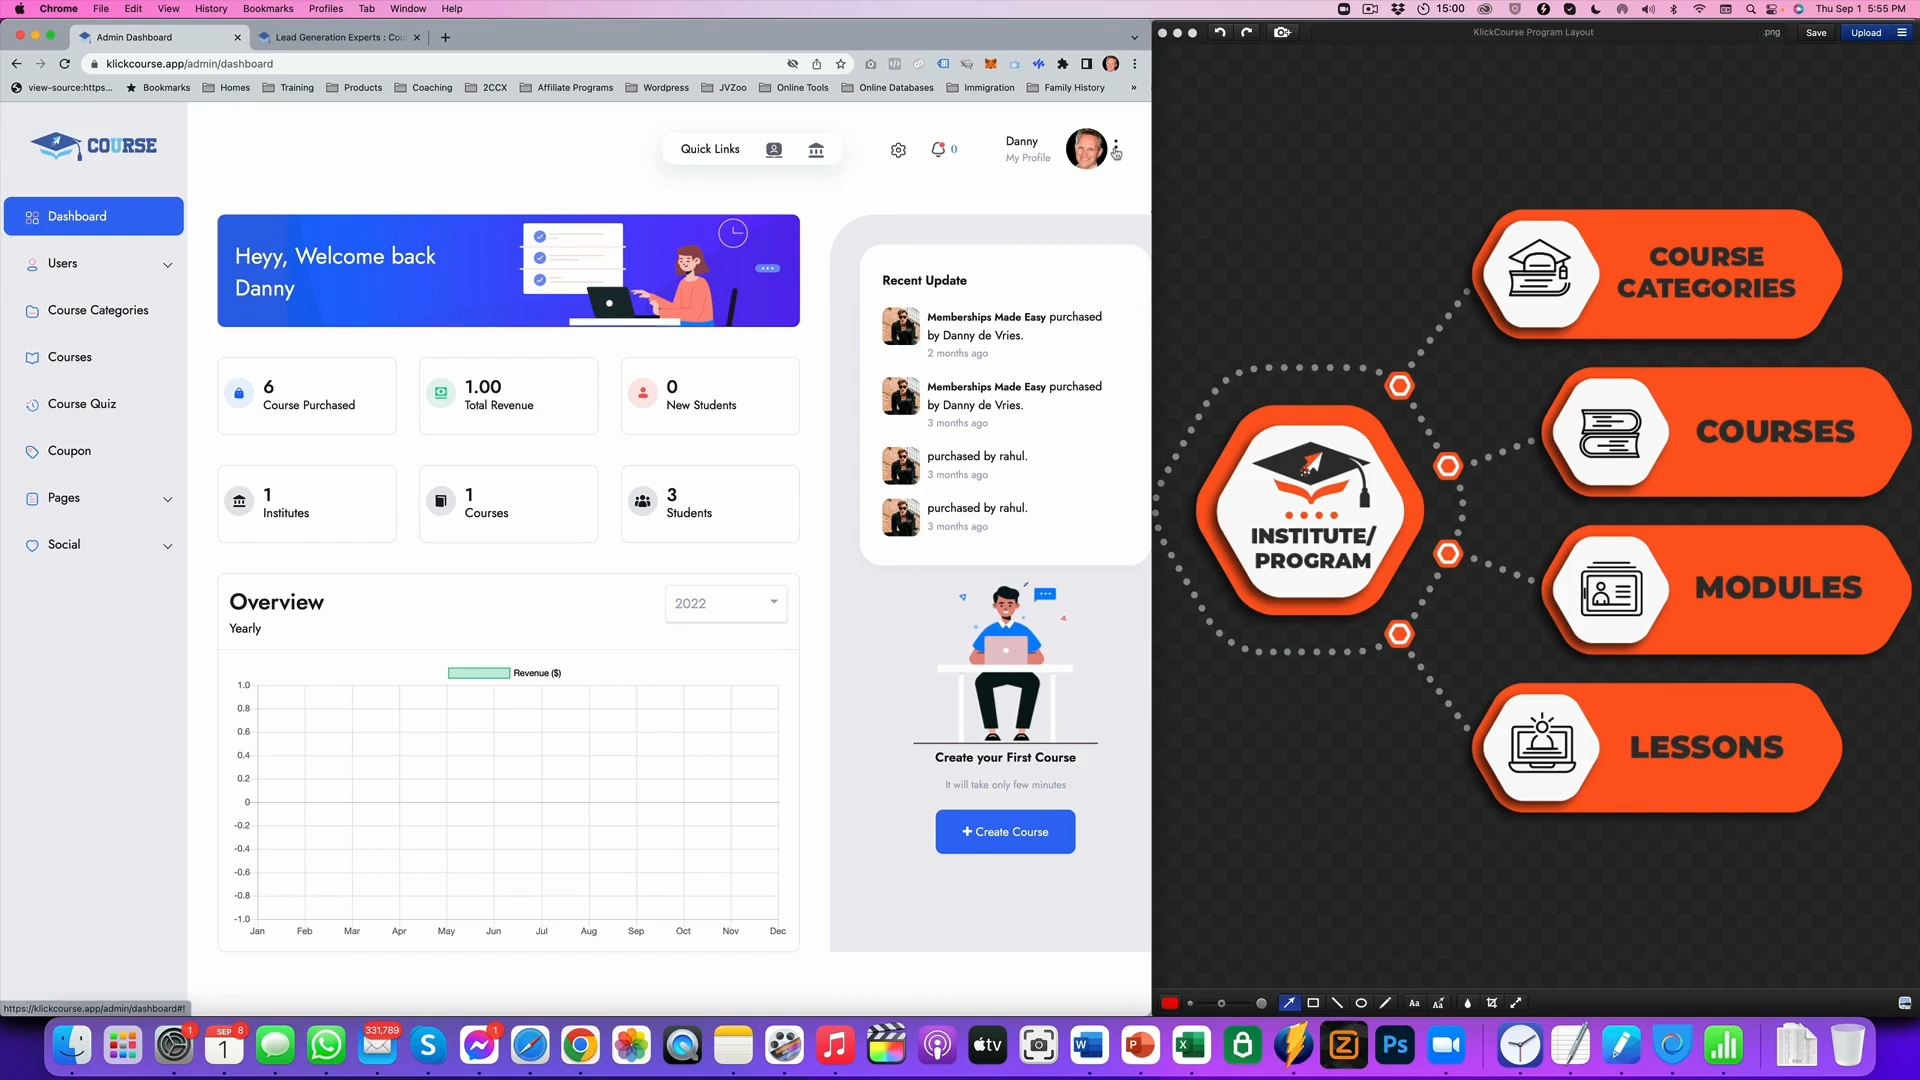 Chrome File Edit View History Bookmarks Profiles Tab Window Help
15:00
Thu Sep 1 5:55 PM
Admin Dashboard
Lead Generation Experts : Cou
KlickCourse Program Layout
.png
Save
Upload
klickcourse.app/admin/dashboard
view-source:https...
Bookmarks
Homes
Training
Products
Coaching
2CCX
Affiliate Programs
Wordpress
JVZoo
Online Tools
Online Databases
Immigration
Family History
»
COURSE
Quick Links
0
Danny
My Profile
Dashboard
Users
Course Categories
Courses
Course Quiz
Coupon
Pages
Social
Heyy, Welcome back
Danny
6
Course Purchased
1.00
Total Revenue
0
New Students
1
Institutes
1
Courses
3
Students
Recent Update
Memberships Made Easy purchased
by Danny de Vries.
2 months ago
Memberships Made Easy purchased
by Danny de Vries.
3 months ago
purchased by rahul.
3 months ago
purchased by rahul.
3 months ago
Overview
Yearly
2022
Revenue ($)
1.0
0.8
0.6
0.4
0.2
0
-0.2
-0.4
-0.6
-0.8
-1.0
Jan Feb Mar Apr May Jun Jul Aug Sep Oct Nov Dec
Create your First Course
It will take only few minutes
+ Create Course
COURSE
CATEGORIES
COURSES
INSTITUTE/
PROGRAM
MODULES
LESSONS
https://klickcourse.app/admin/dashboard#!
Aa
1
SEP 8
1
331,789
1
tv
W
P
X
Z
Ps